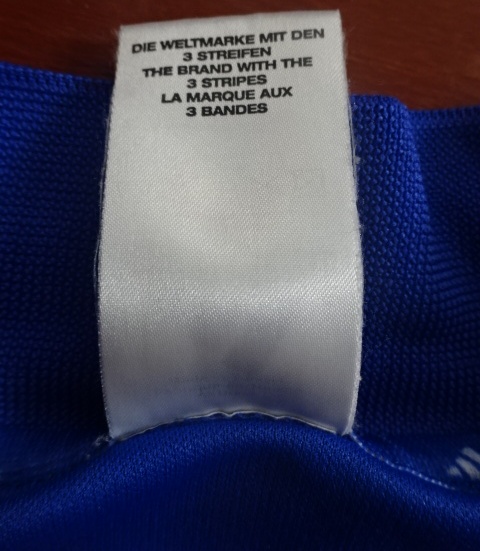 DIE WELTMARKE MIT DEN
3 STREIFEN
THE BRAND WITH THE
3 STRIPES
LA MARQUE AUX
3 BANDES